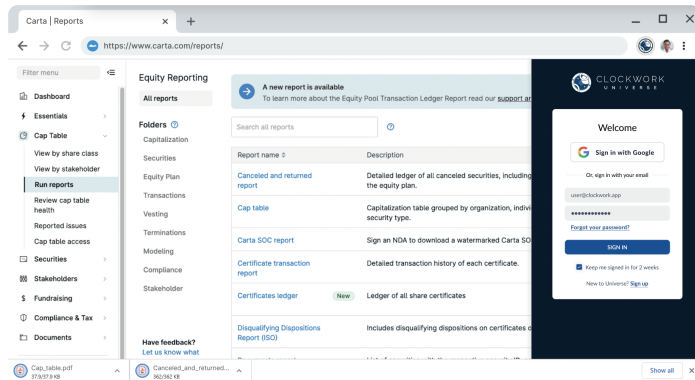 Carta | Reports
https://www.carta.com/reports/
Filter menu
Dashboard
Essentials
Cap Table
View by share class
View by stakeholder
Run reports
Review cap table
health
Reported issues
Cap table access
Securities
Stakeholders
Fundraising
Compliance & Tax
Documents
Equity Reporting
All reports
Folders
Capitalization
Securities
Equity Plan
Transactions
Vesting
Terminations
Modeling
Compliance
Stakeholder
Have feedback?
Let us know what
A new report is available
To learn more about the Equity Pool Transaction Ledger Report read our support ar
Search all reports
Report name
Description
Canceled and returned
report
Detailed ledger of all canceled securities, including
the equity plan.
Cap table
Capitalization table grouped by organization, indivi
security type.
Carta SOC report
Sign an NDA to download a watermarked Carta SO
Certificate transaction
report
Detailed transaction history of each certificate.
Certificates ledger
New
Ledger of all share certificates
Disqualifying Dispositions
Report (ISO)
Includes disqualifying dispositions on certificates o
CLOCKWORK
UNIVERSE
Welcome
Sign in with Google
Or, sign in with your email
user@clockwork.app
••••••••••••
Forgot your password?
SIGN IN
Keep me signed in for 2 weeks
New to Universe? Sign up
Cap_table.pdf
37.9/37.9 KB
Canceled_and_returned...
362/362 KB
Show all